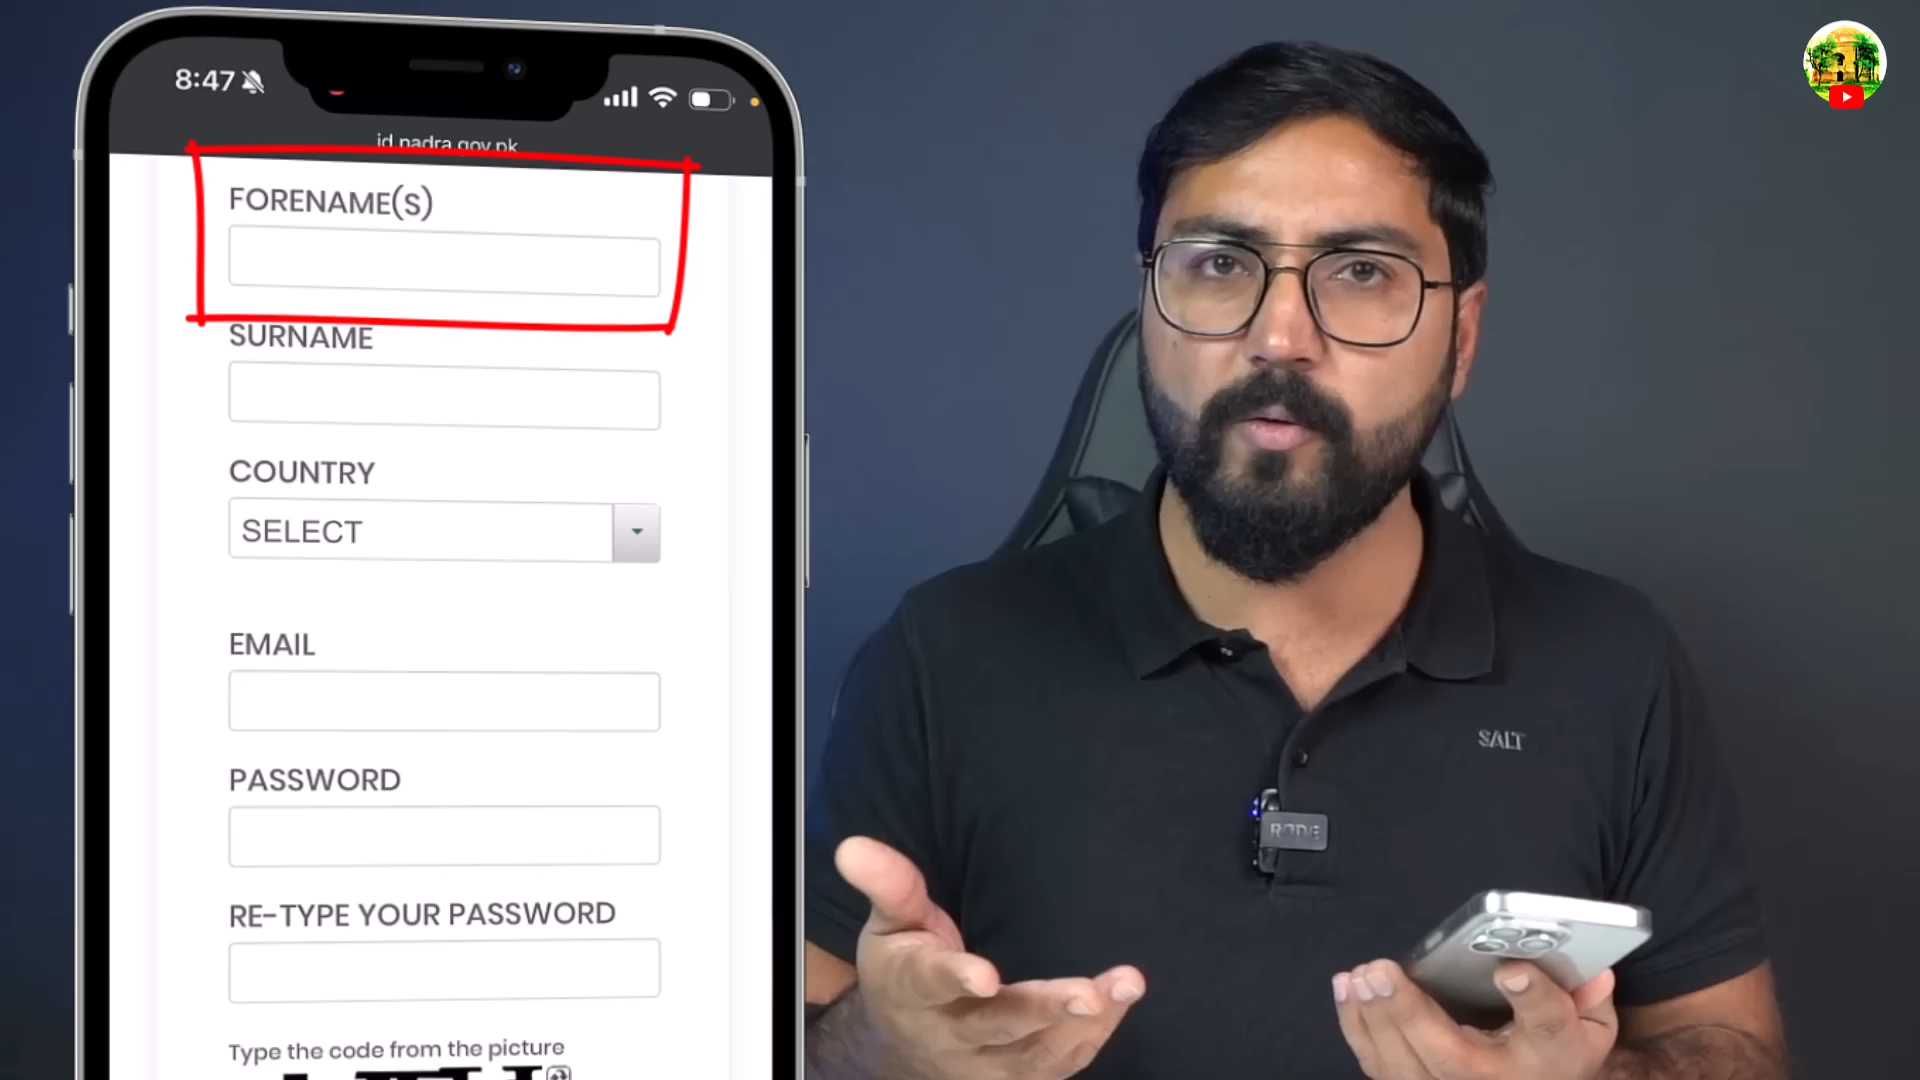 8:47
id.nadra.gov.pk
FORENAME(S)
SURNAME
COUNTRY
SELECT
EMAIL
PASSWORD
RE-TYPE YOUR PASSWORD
Type the code from the picture
SALT
RØDE